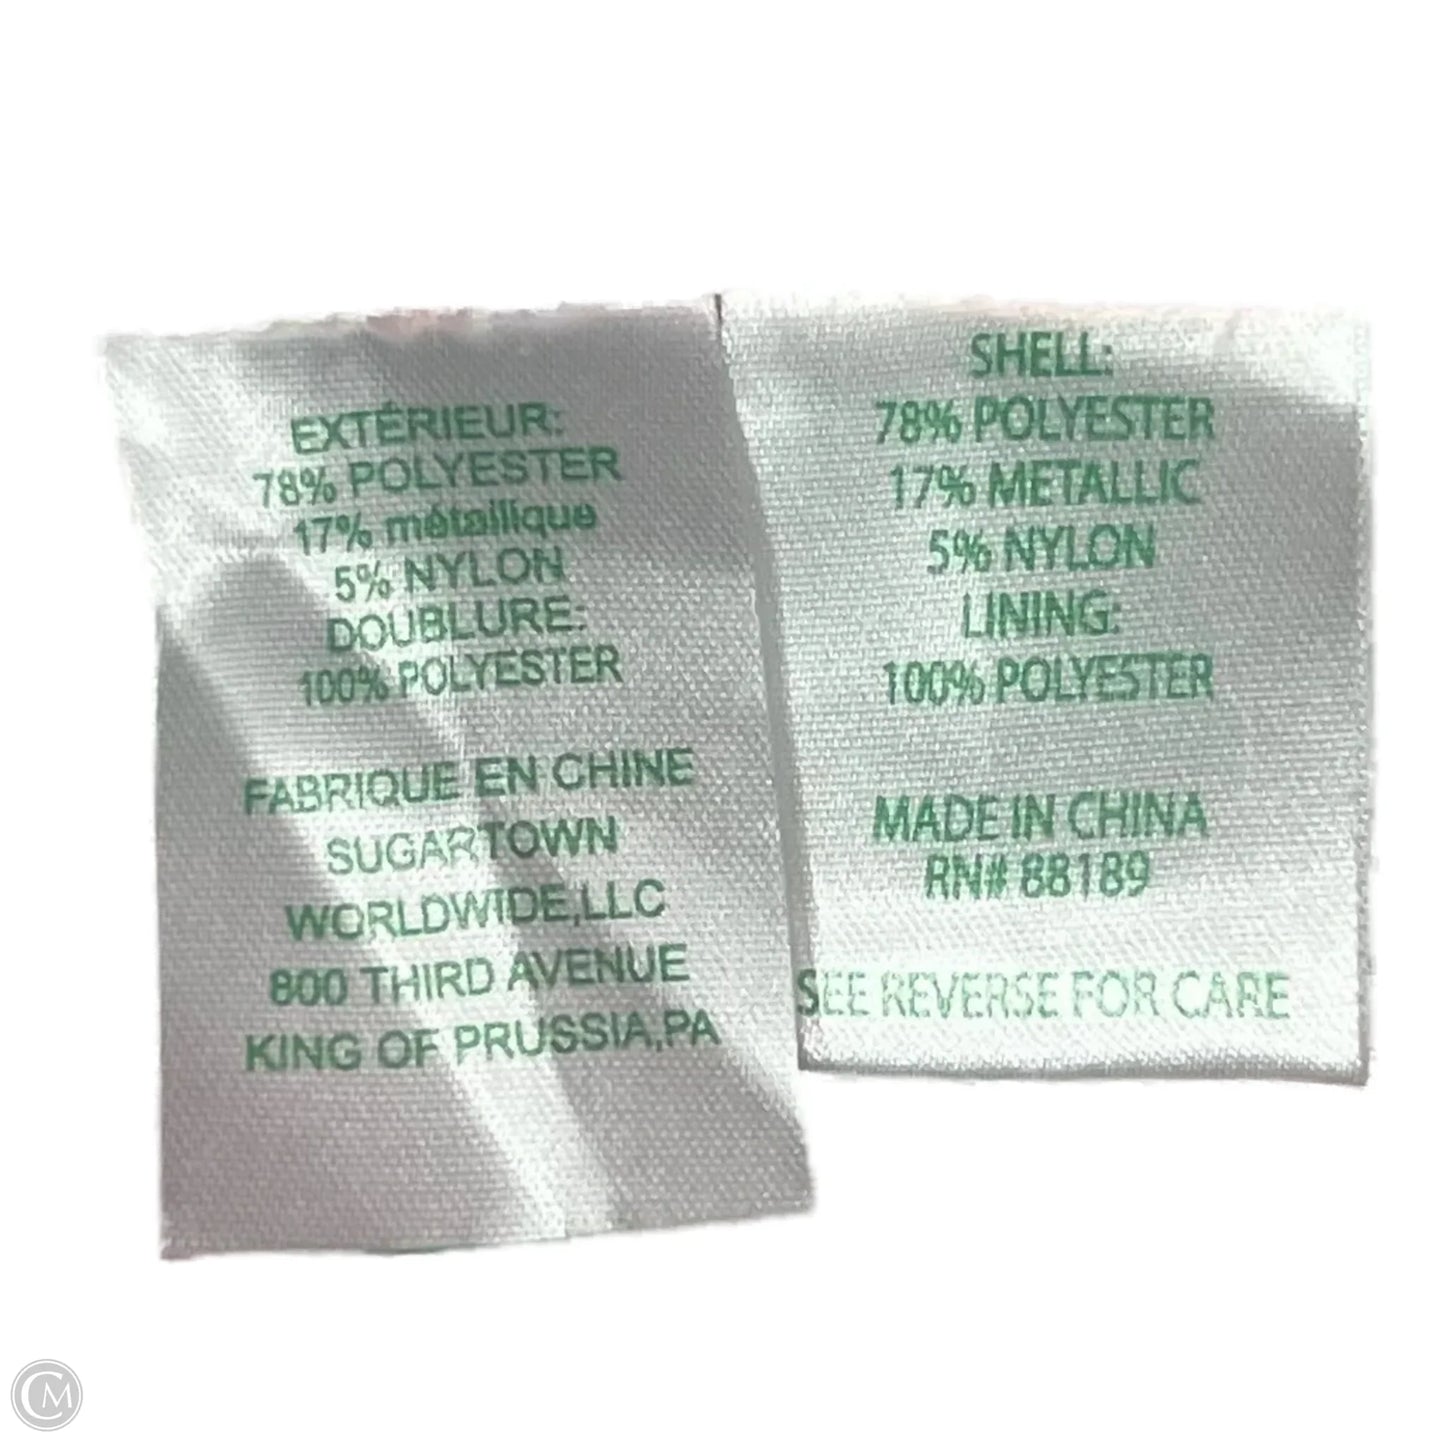 EXTÉRIEUR:
78% POLYESTER
17% métallique
5% NYLON
DOUBLURE:
100% POLYESTER
FABRIQUE EN CHINE
SUGARTOWN
WORLDWIDE,LLC
800 THIRD AVENUE
KING OF PRUSSIA,PA
SHELL:
78% POLYESTER
17% METALLIC
5% NYLON
LINING:
100% POLYESTER
MADE IN CHINA
RN# 88189
SEE REVERSE FOR CARE
CM